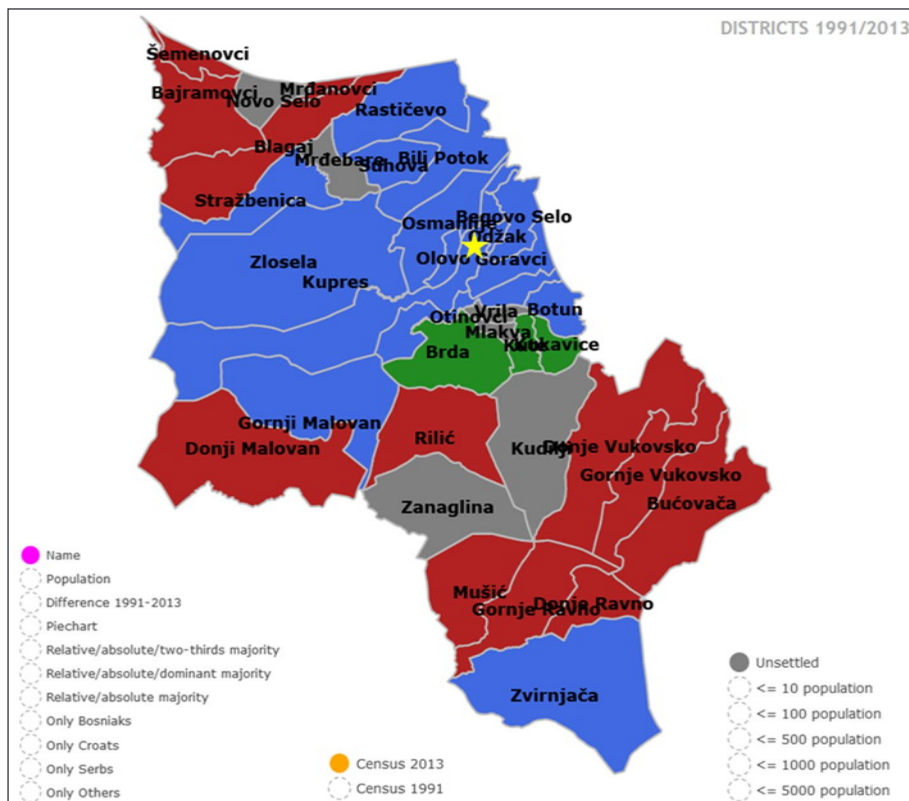 DISTRICTS 1991/2013
Šemenovci
Bajramovci
Mrđanovci
Novo Selo
Rastičevo
Blagaj
Mrđebare
Suhova
Bili Potok
Stražbenica
Osmanlije
Begovo Selo
Odžak
Zlosela
Olovo
Goravci
Kupres
Otinovci
Vrila
Botun
Mlakva
Brda
Kute
Kukavice
Gornji Malovan
Donji Malovan
Rilić
Kudilji
Donje Vukovsko
Gornje Vukovsko
Bućovača
Zanaglina
Mušić
Gornje Ravno
Donje Ravno
Zvirnjača
Name
Population
Difference 1991-2013
Piechart
Relative/absolute/two-thirds majority
Relative/absolute/dominant majority
Relative/absolute majority
Only Bosniaks
Only Croats
Only Serbs
Only Others
Census 2013
Census 1991
Unsettled
<= 10 population
<= 100 population
<= 500 population
<= 1000 population
<= 5000 population